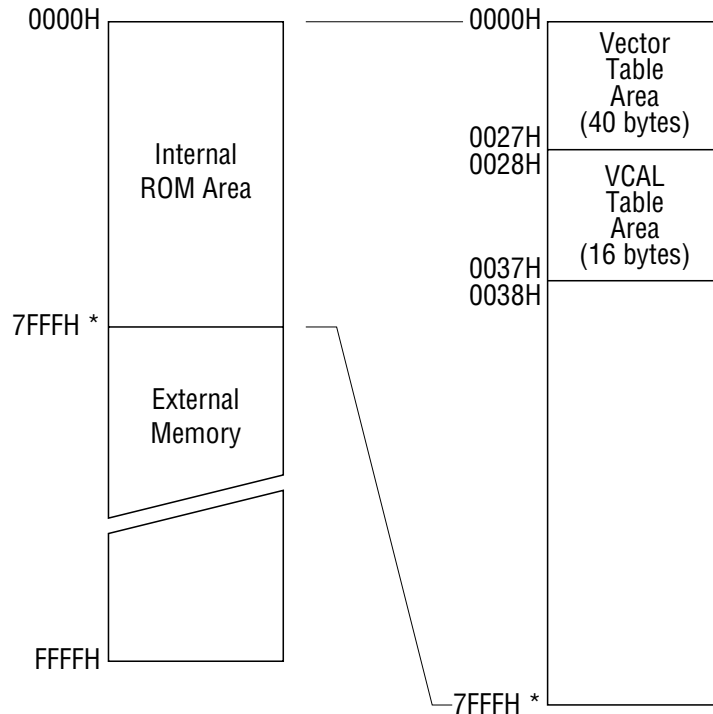 0000H
Internal
ROM Area
7FFFH *
External
Memory
FFFFH
0000H
Vector
Table
Area
(40 bytes)
0027H
0028H
VCAL
Table
Area
(16 bytes)
0037H
0038H
7FFFH *